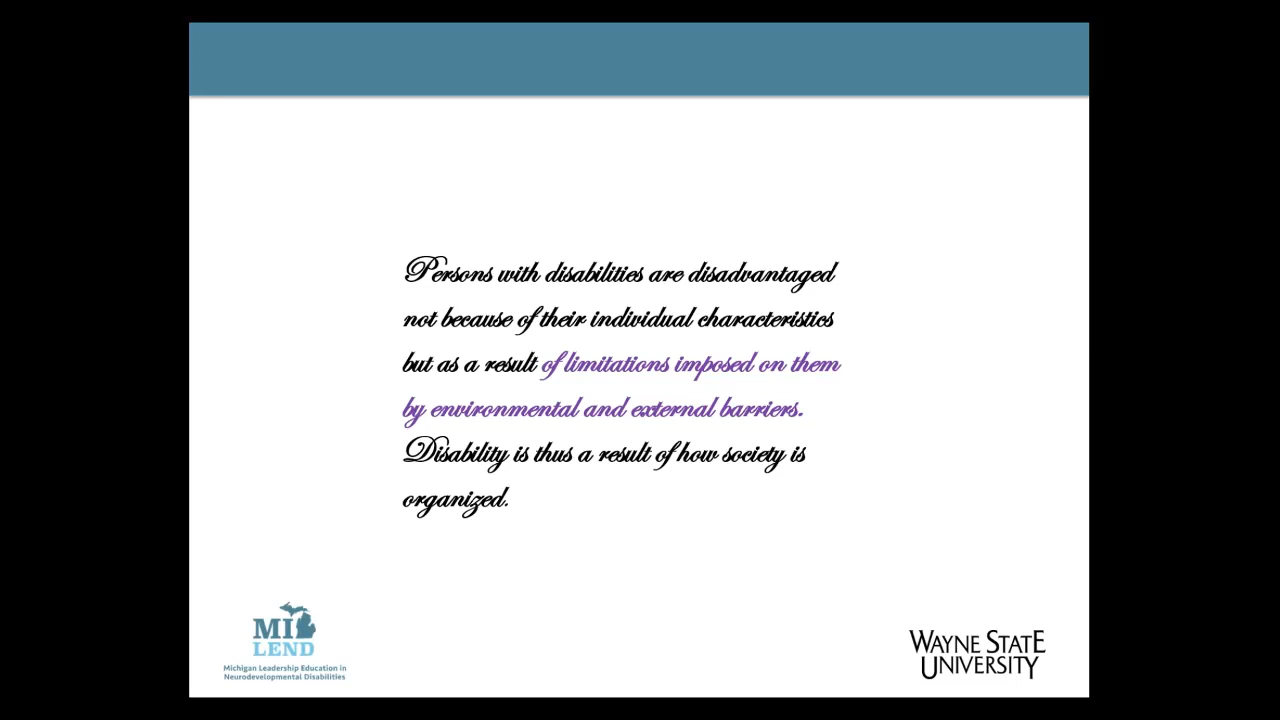 Persons with disabilities are disadvantaged
not because of their individual characteristics
but as a result of limitations imposed on them
by environmental and external barriers.
Disability is thus a result of how society is
organized.
MI
LEND
Michigan Leadership Education in
Neurodevelopmental Disabilities
WAYNE STATE
UNIVERSITY